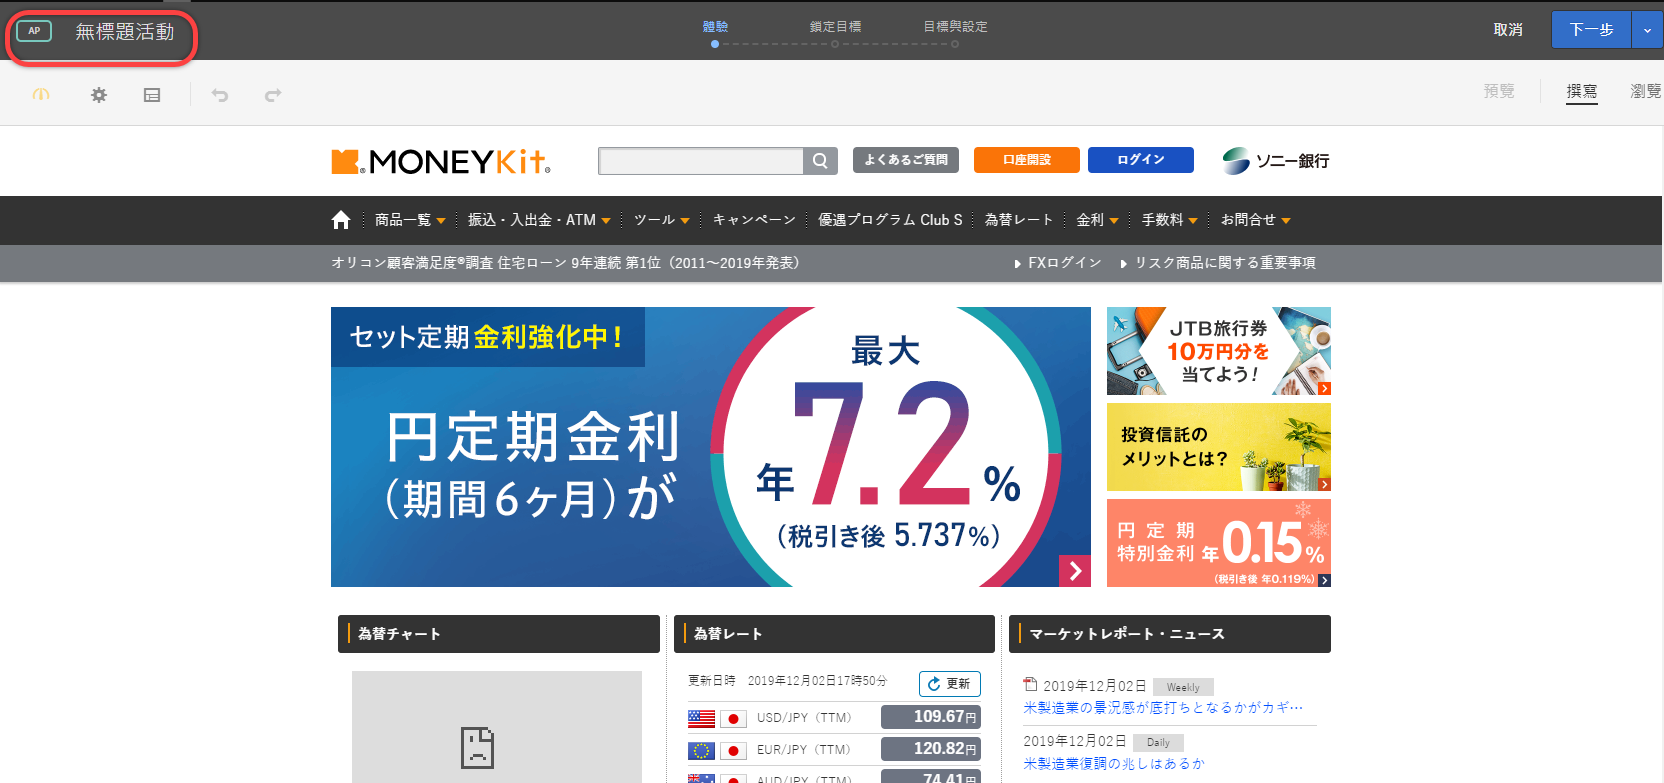 AP 無標題活動
體驗 鎖定目標 目標與設定
取消 下一步
預覽 撰寫 瀏覽
MONEYKit
よくあるご質問 口座開設 ログイン ソニー銀行
商品一覧 振込・入出金・ATM ツール キャンペーン 優遇プログラム Club S 為替レート 金利 手数料 お問合せ
オリコン顧客満足度®調査 住宅ローン 9年連続 第1位（2011～2019年発表）
FXログイン リスク商品に関する重要事項
セット定期 金利強化中！
円定期金利
（期間6ヶ月）が
最大
年7.2%
（税引き後 5.737%）
JTB旅行券
10万円分を
当てよう！
投資信託の
メリットとは？
円定期
特別金利 年0.15%
（税引き後 年0.119%）
為替チャート
為替レート
更新日時 2019年12月02日17時50分 更新
USD/JPY（TTM） 109.67円
EUR/JPY（TTM） 120.82円
AUD/JPY（TTM） 74.41円
マーケットレポート・ニュース
2019年12月02日 Weekly
米製造業の景況感が底打ちとなるかがカギ…
2019年12月02日 Daily
米製造業復調の兆しはあるか